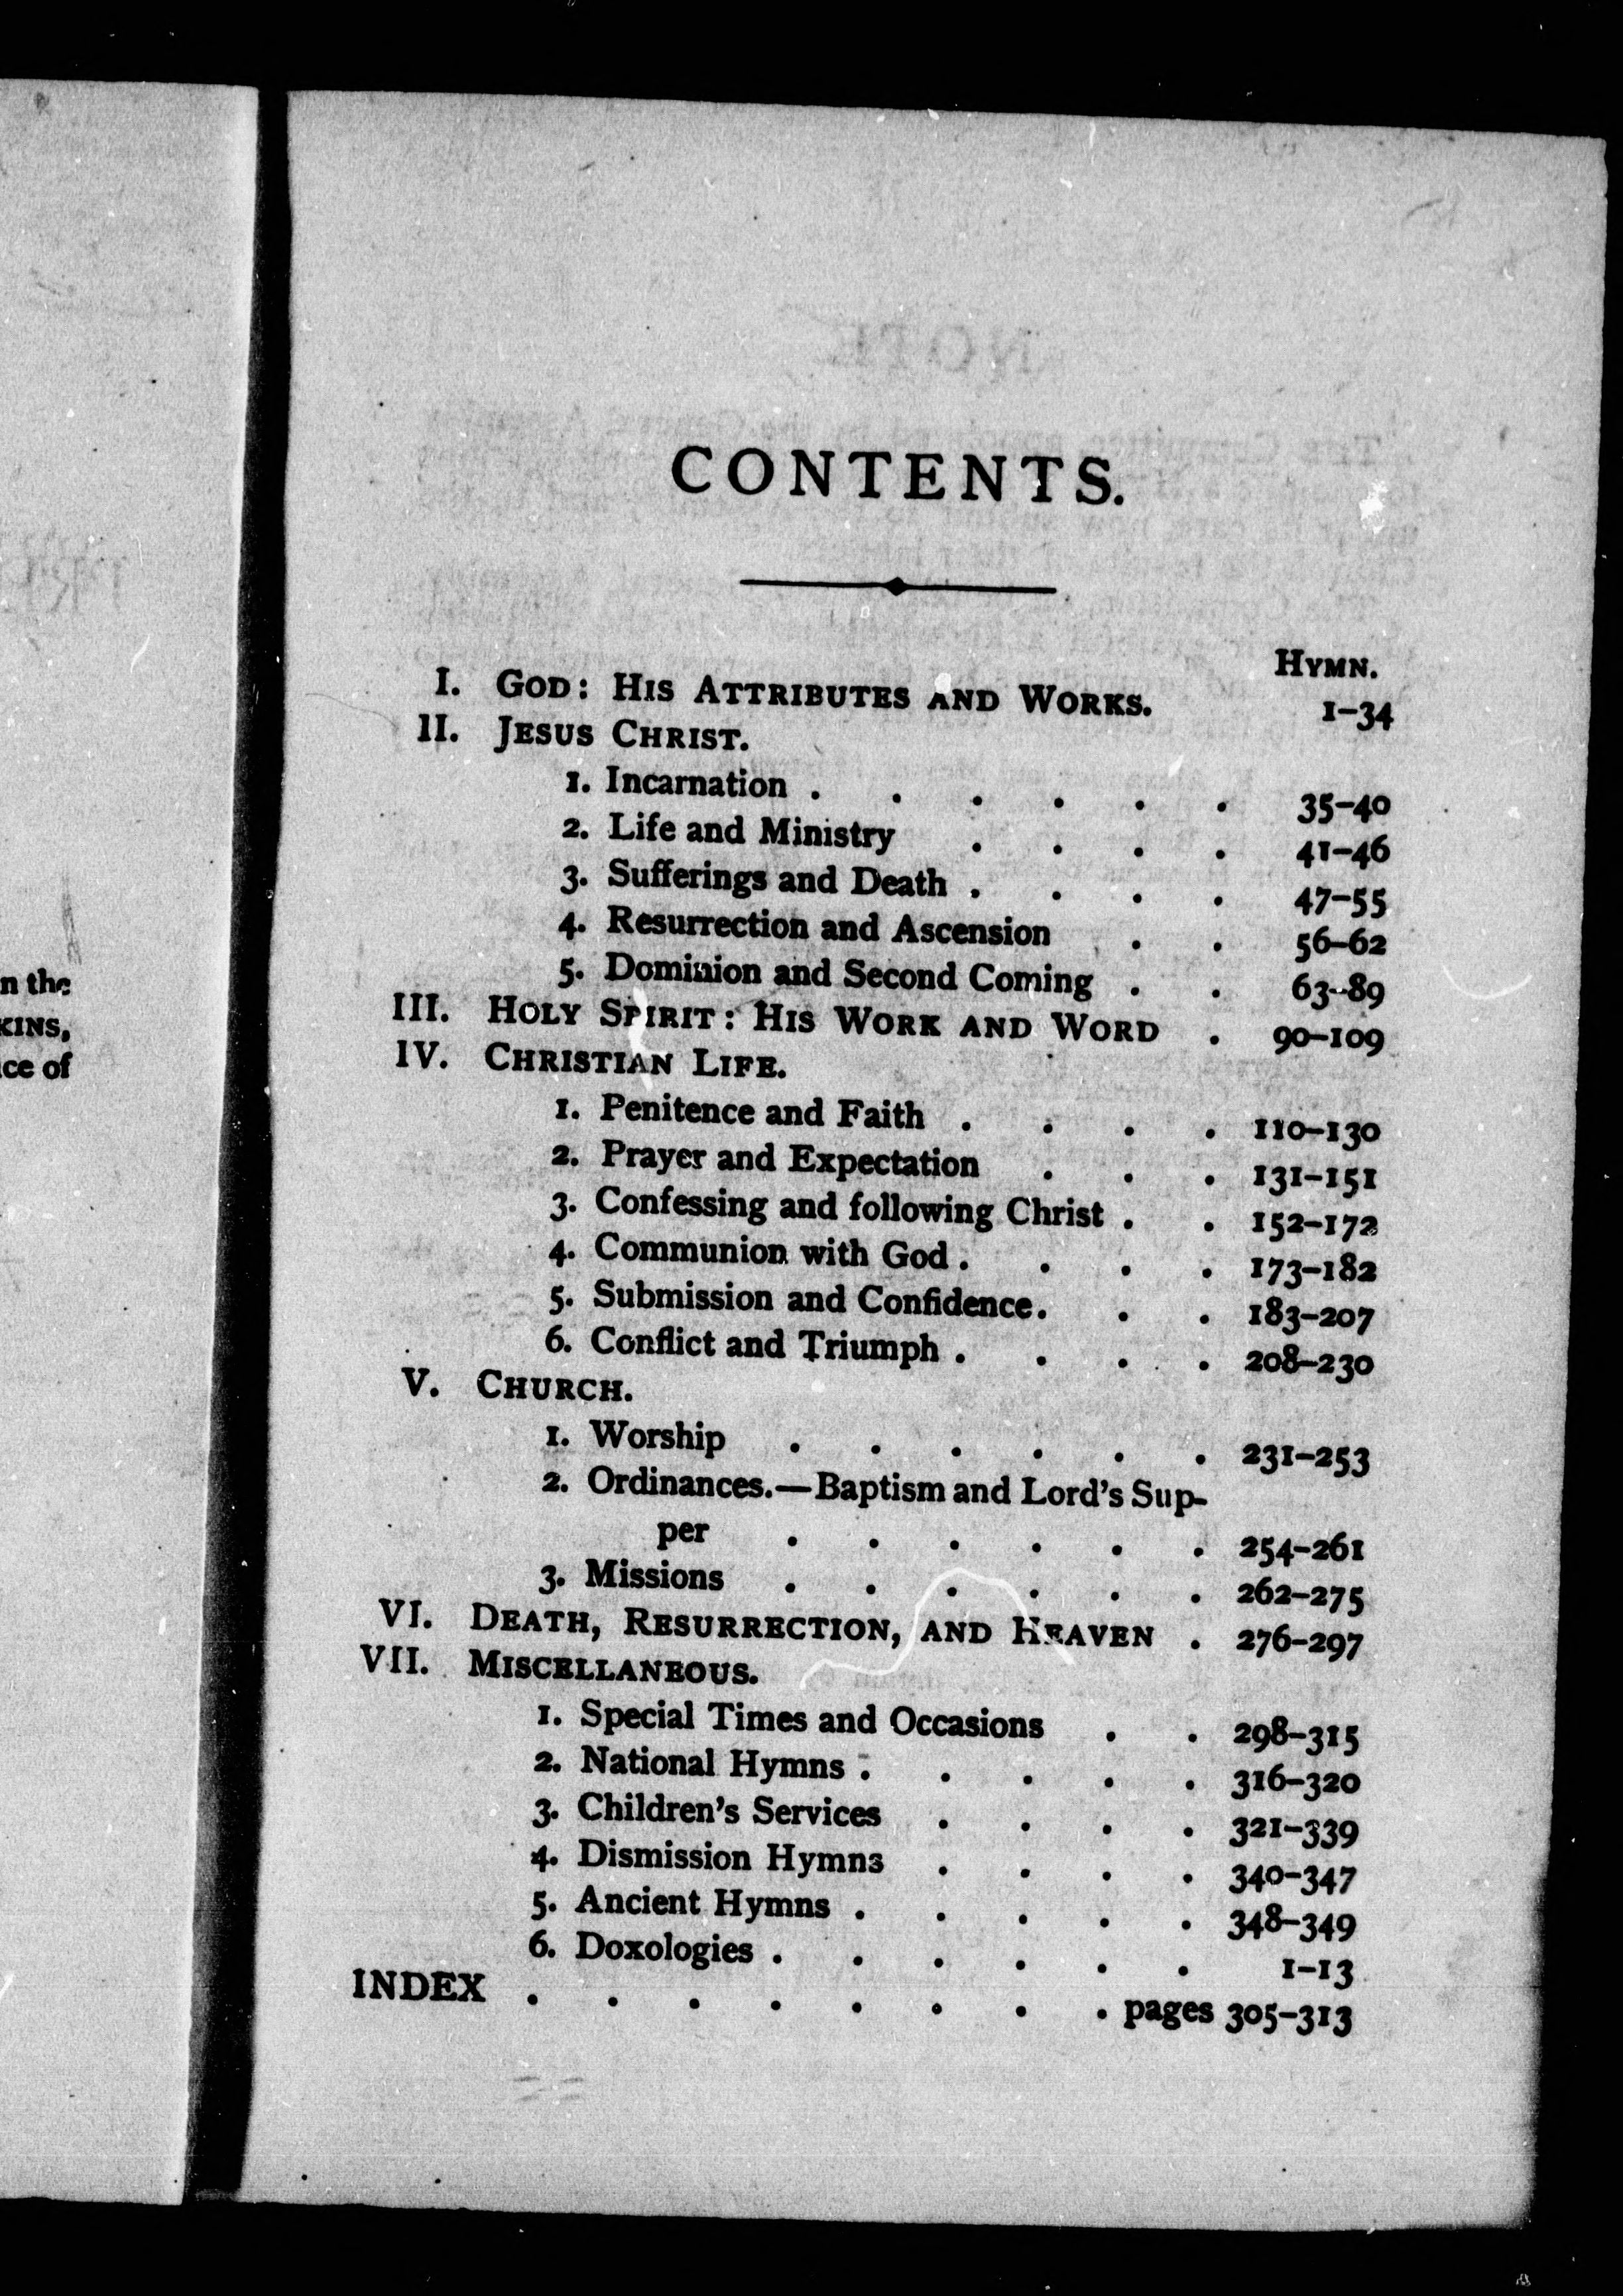 n the
KINS,
ce of
CONTENTS.
HYMN.
I. GOD: HIS ATTRIBUTES AND WORKS. 1–34
II. JESUS CHRIST.
1. Incarnation . . . . . . 35–40
2. Life and Ministry . . . . 41–46
3. Sufferings and Death . . . . 47–55
4. Resurrection and Ascension . . 56–62
5. Dominion and Second Coming . . 63–89
III. HOLY SPIRIT: HIS WORK AND WORD . 90–109
IV. CHRISTIAN LIFE.
1. Penitence and Faith . . . . 110–130
2. Prayer and Expectation . . . 131–151
3. Confessing and following Christ . . 152–172
4. Communion with God . . . . 173–182
5. Submission and Confidence . . . 183–207
6. Conflict and Triumph . . . . 208–230
V. CHURCH.
1. Worship . . . . . . 231–253
2. Ordinances.—Baptism and Lord's Sup-
per . . . . . . 254–261
3. Missions . . . . . . 262–275
VI. DEATH, RESURRECTION, AND HEAVEN . 276–297
VII. MISCELLANEOUS.
1. Special Times and Occasions . . 298–315
2. National Hymns . . . . . 316–320
3. Children's Services . . . . 321–339
4. Dismission Hymns . . . . 340–347
5. Ancient Hymns . . . . . 348–349
6. Doxologies . . . . . . 1–13
INDEX . . . . . . . . pages 305–313